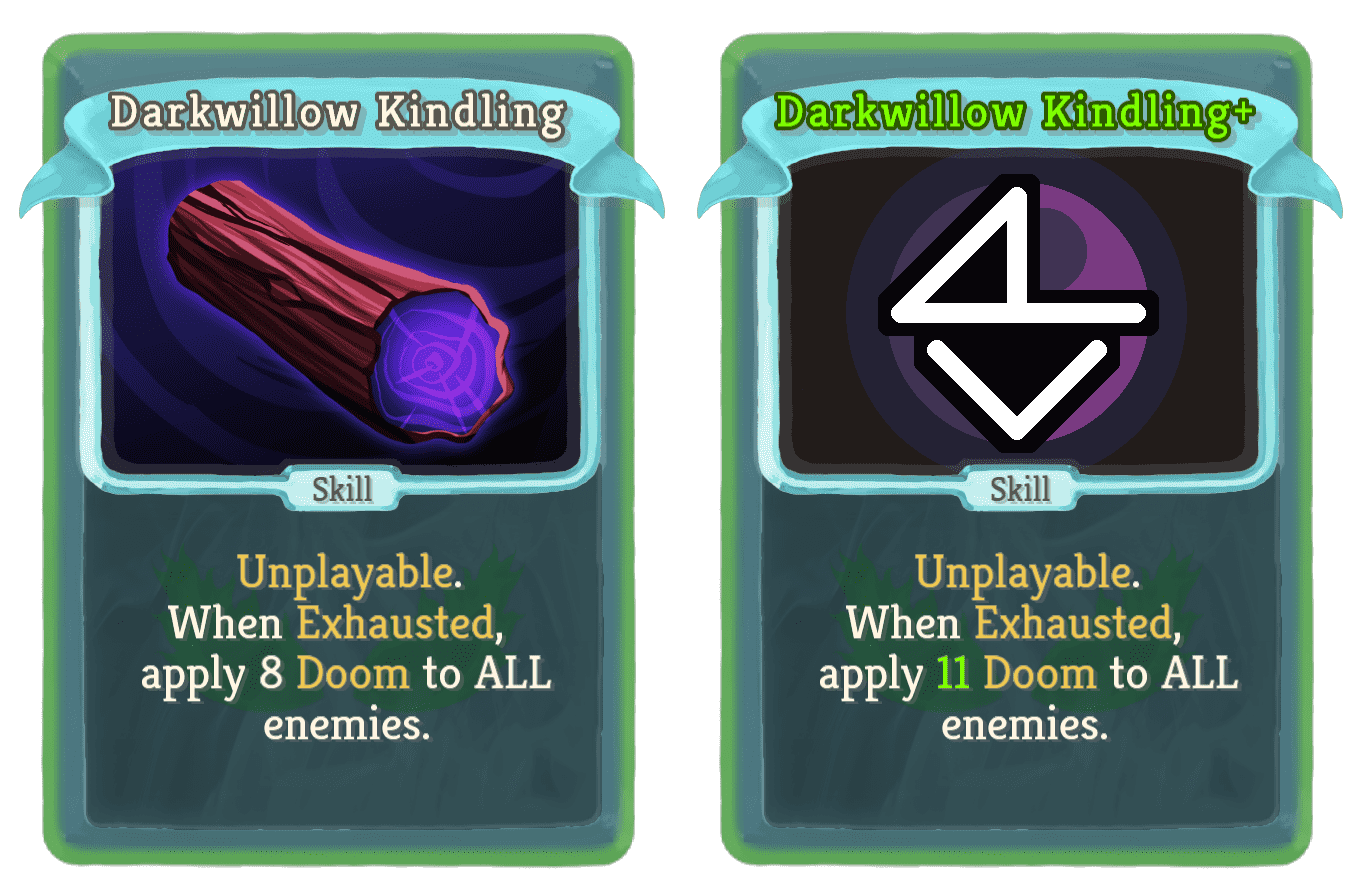 Darkwillow Kindling
Skill
Unplayable.
When Exhausted,
apply 8 Doom to ALL
enemies.
Darkwillow Kindling+
Skill
Unplayable.
When Exhausted,
apply 11 Doom to ALL
enemies.